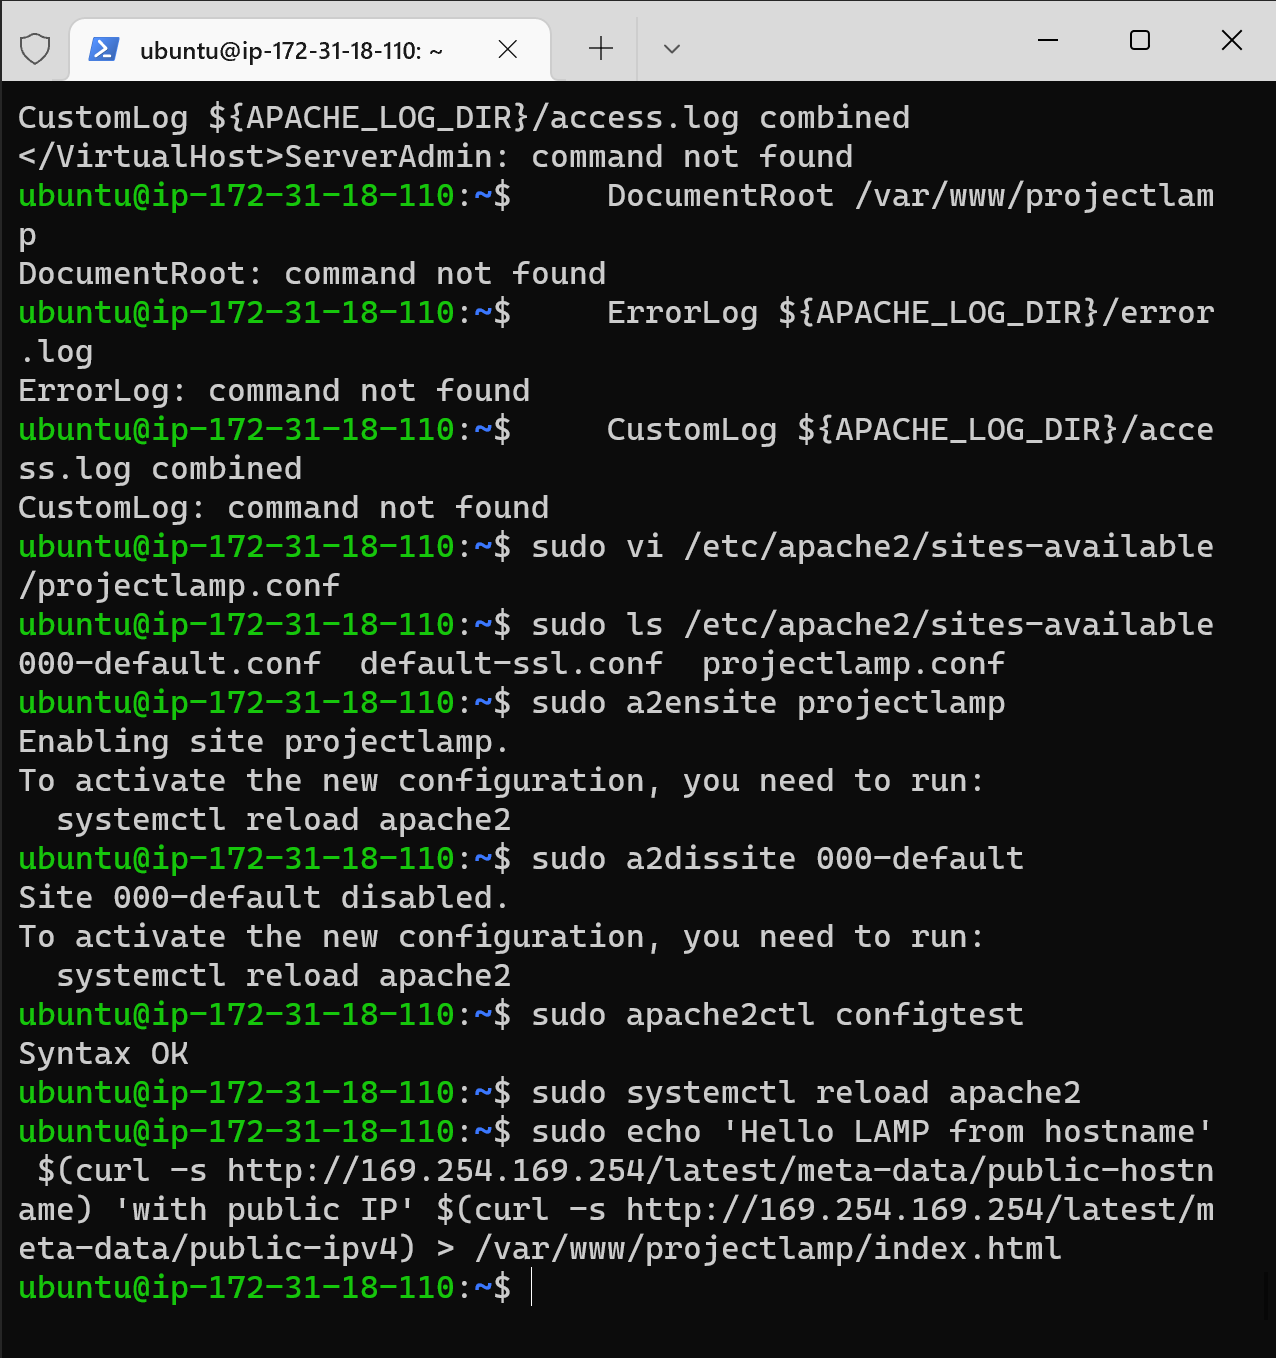 ubuntu@ip-172-31-18-110: ~
CustomLog ${APACHE_LOG_DIR}/access.log combined
</VirtualHost>ServerAdmin: command not found
ubuntu@ip-172-31-18-110:~$     DocumentRoot /var/www/projectlam
p
DocumentRoot: command not found
ubuntu@ip-172-31-18-110:~$     ErrorLog ${APACHE_LOG_DIR}/error
.log
ErrorLog: command not found
ubuntu@ip-172-31-18-110:~$     CustomLog ${APACHE_LOG_DIR}/acce
ss.log combined
CustomLog: command not found
ubuntu@ip-172-31-18-110:~$ sudo vi /etc/apache2/sites-available
/projectlamp.conf
ubuntu@ip-172-31-18-110:~$ sudo ls /etc/apache2/sites-available
000-default.conf  default-ssl.conf  projectlamp.conf
ubuntu@ip-172-31-18-110:~$ sudo a2ensite projectlamp
Enabling site projectlamp.
To activate the new configuration, you need to run:
  systemctl reload apache2
ubuntu@ip-172-31-18-110:~$ sudo a2dissite 000-default
Site 000-default disabled.
To activate the new configuration, you need to run:
  systemctl reload apache2
ubuntu@ip-172-31-18-110:~$ sudo apache2ctl configtest
Syntax OK
ubuntu@ip-172-31-18-110:~$ sudo systemctl reload apache2
ubuntu@ip-172-31-18-110:~$ sudo echo 'Hello LAMP from hostname'
 $(curl -s http://169.254.169.254/latest/meta-data/public-hostn
ame) 'with public IP' $(curl -s http://169.254.169.254/latest/m
eta-data/public-ipv4) > /var/www/projectlamp/index.html
ubuntu@ip-172-31-18-110:~$